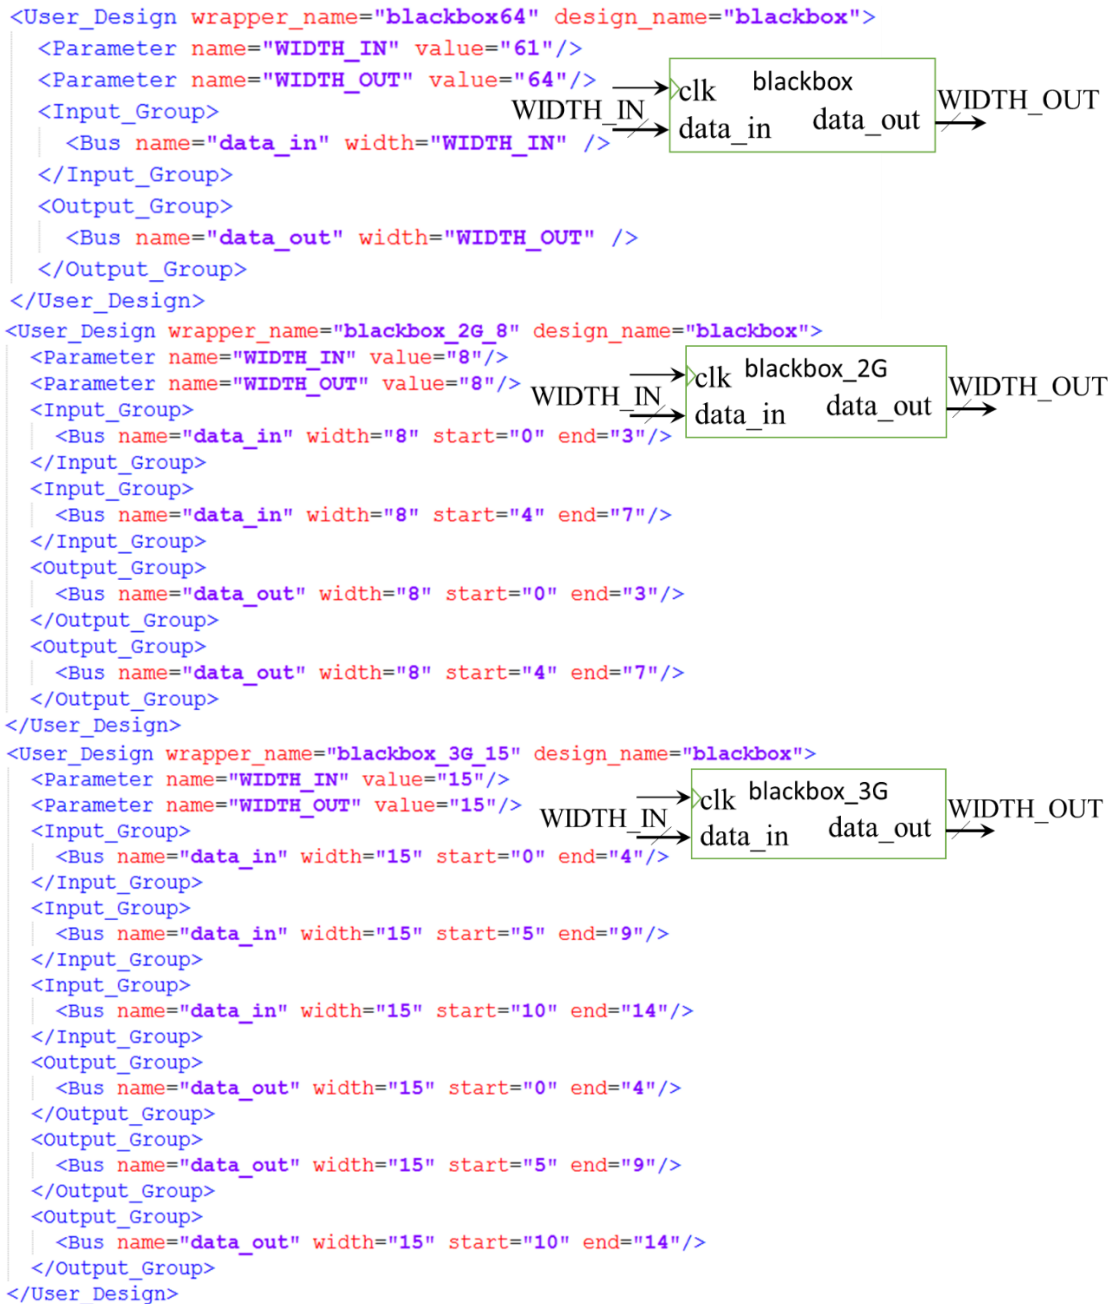 <User_Design wrapper_name="blackbox64" design_name="blackbox">
<Parameter name="WIDTH_IN" value="61"/>
<Parameter name="WIDTH_OUT" value="64"/>
<Input_Group>
<Bus name="data_in" width="WIDTH_IN" />
</Input_Group>
<Output_Group>
<Bus name="data_out" width="WIDTH_OUT" />
</Output_Group>
</User_Design>
WIDTH_IN
clk
blackbox
data_in
data_out
WIDTH_OUT
<User_Design wrapper_name="blackbox_2G_8" design_name="blackbox">
<Parameter name="WIDTH_IN" value="8"/>
<Parameter name="WIDTH_OUT" value="8"/>
<Input_Group>
<Bus name="data_in" width="8" start="0" end="3"/>
</Input_Group>
<Input_Group>
<Bus name="data_in" width="8" start="4" end="7"/>
</Input_Group>
<Output_Group>
<Bus name="data_out" width="8" start="0" end="3"/>
</Output_Group>
<Output_Group>
<Bus name="data_out" width="8" start="4" end="7"/>
</Output_Group>
</User_Design>
WIDTH_IN
clk
blackbox_2G
data_in
data_out
WIDTH_OUT
<User_Design wrapper_name="blackbox_3G_15" design_name="blackbox">
<Parameter name="WIDTH_IN" value="15"/>
<Parameter name="WIDTH_OUT" value="15"/>
<Input_Group>
<Bus name="data_in" width="15" start="0" end="4"/>
</Input_Group>
<Input_Group>
<Bus name="data_in" width="15" start="5" end="9"/>
</Input_Group>
<Input_Group>
<Bus name="data_in" width="15" start="10" end="14"/>
</Input_Group>
<Output_Group>
<Bus name="data_out" width="15" start="0" end="4"/>
</Output_Group>
<Output_Group>
<Bus name="data_out" width="15" start="5" end="9"/>
</Output_Group>
<Output_Group>
<Bus name="data_out" width="15" start="10" end="14"/>
</Output_Group>
</User_Design>
WIDTH_IN
clk
blackbox_3G
data_in
data_out
WIDTH_OUT